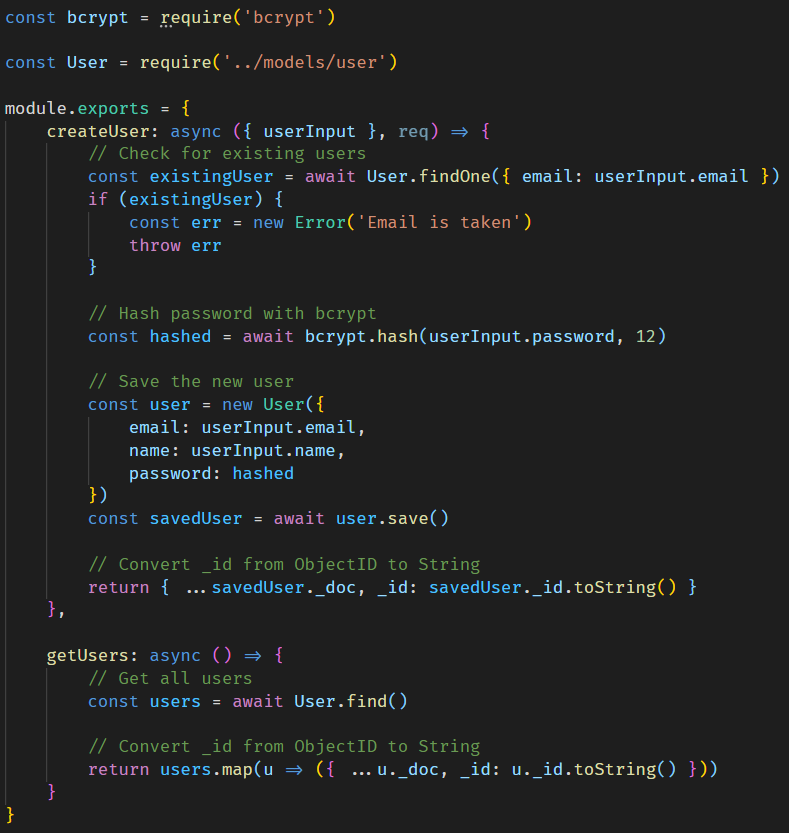 const bcrypt = require('bcrypt')

const User = require('../models/user')

module.exports = {
    createUser: async ({ userInput }, req) => {
        // Check for existing users
        const existingUser = await User.findOne({ email: userInput.email })
        if (existingUser) {
            const err = new Error('Email is taken')
            throw err
        }

        // Hash password with bcrypt
        const hashed = await bcrypt.hash(userInput.password, 12)

        // Save the new user
        const user = new User({
            email: userInput.email,
            name: userInput.name,
            password: hashed
        })
        const savedUser = await user.save()

        // Convert _id from ObjectID to String
        return { ...savedUser._doc, _id: savedUser._id.toString() }
    },

    getUsers: async () => {
        // Get all users
        const users = await User.find()

        // Convert _id from ObjectID to String
        return users.map(u => ({ ...u._doc, _id: u._id.toString() }))
    }
}